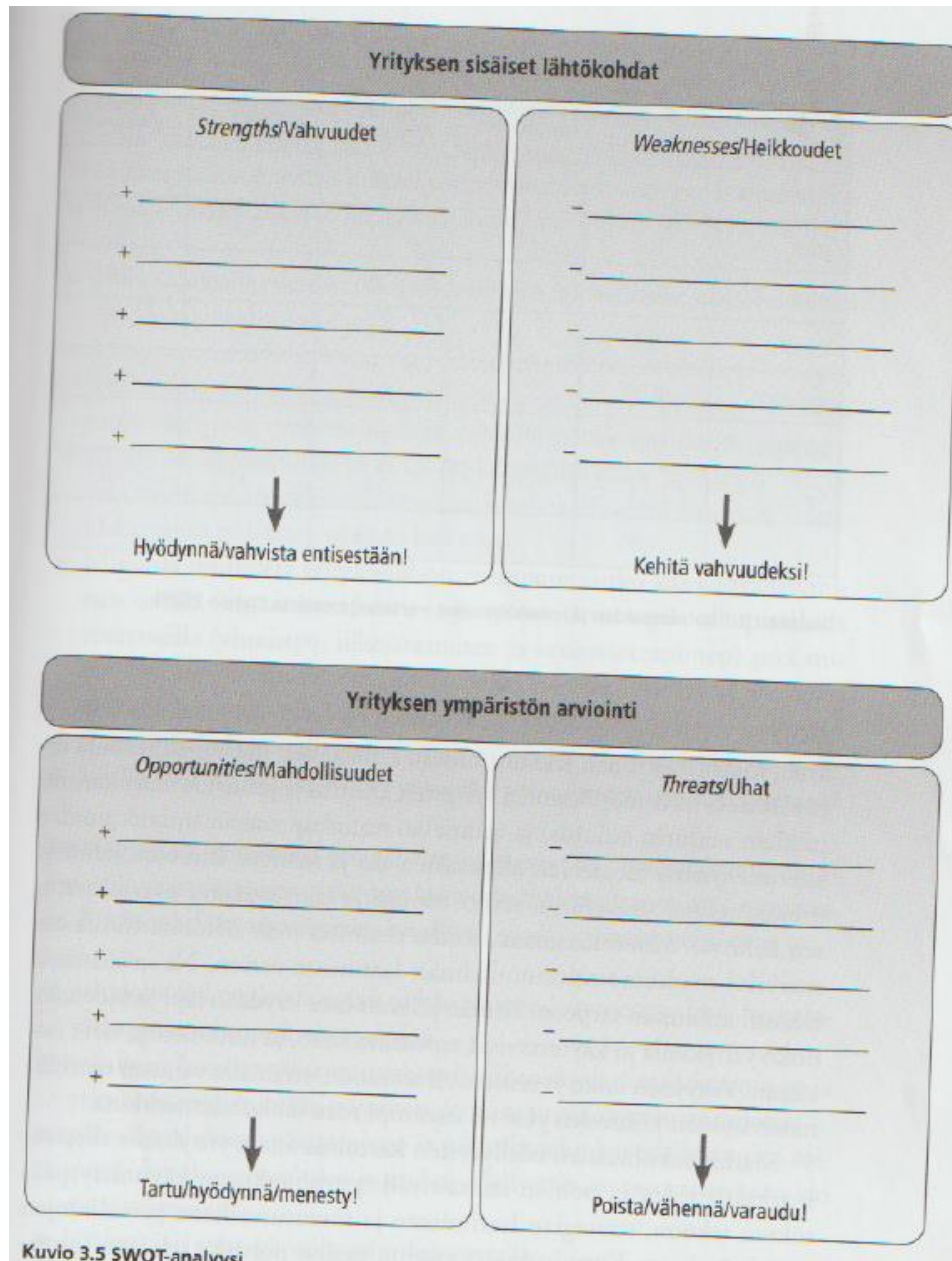 Yrityksen sisäiset lähtökohdat
Strengths/Vahvuudet
+
+
+
+
+
Hyödynnä/vahvista entisestään!
Weaknesses/Heikkoudet
–
–
–
–
–
Kehitä vahvuudeksi!
Yrityksen ympäristön arviointi
Opportunities/Mahdollisuudet
+
+
+
+
+
Tartu/hyödynnä/menesty!
Threats/Uhat
–
–
–
–
–
Poista/vähennä/varaudu!
Kuvio 3.5 SWOT-analyysi